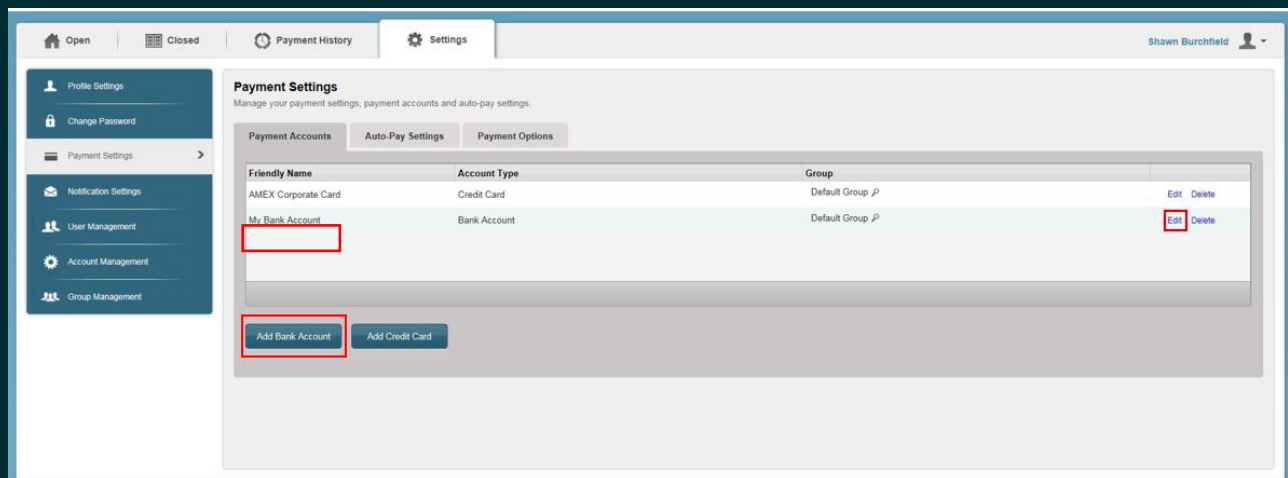 Open Closed Payment History Settings Shawn Burchfield
Profile Settings
Change Password
Payment Settings
Notification Settings
User Management
Account Management
Group Management
Payment Settings
Manage your payment settings, payment accounts and auto-pay settings.
Payment Accounts Auto-Pay Settings Payment Options
Friendly Name Account Type Group
AMEX Corporate Card Credit Card Default Group Edit Delete
My Bank Account Bank Account Default Group Edit Delete
Add Bank Account Add Credit Card